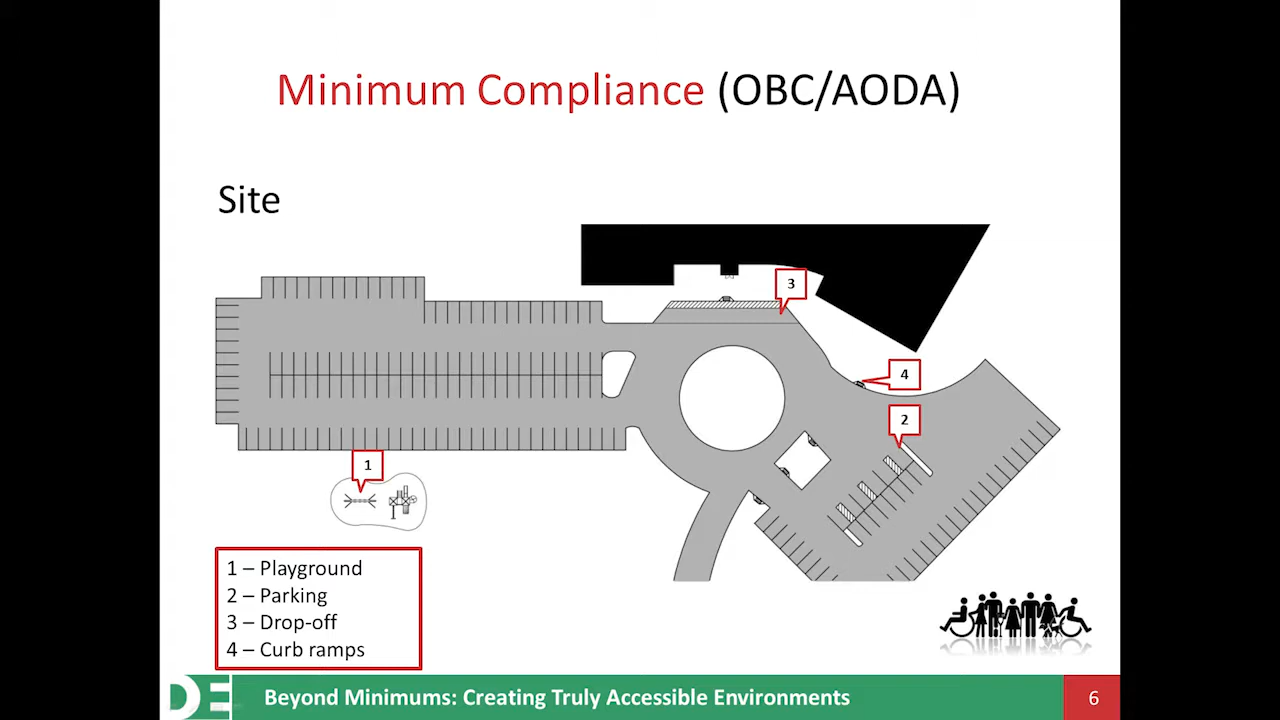 Minimum Compliance (OBC/AODA)
Site
3
4
2
1
1 – Playground
2 – Parking
3 – Drop-off
4 – Curb ramps
DE
Beyond Minimums: Creating Truly Accessible Environments
6